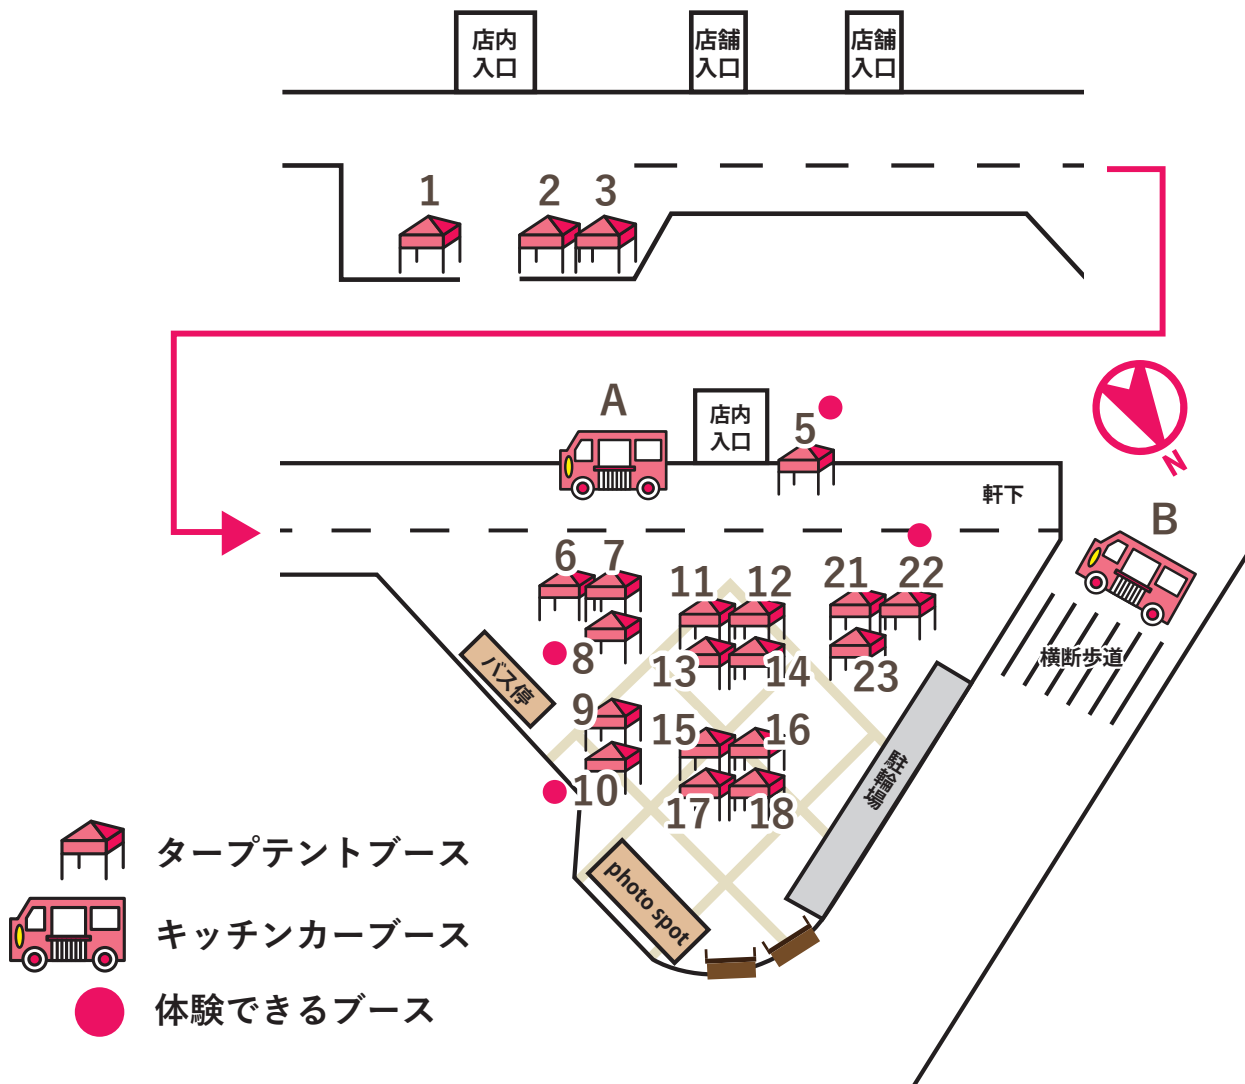 店内
入口
店舗
入口
店舗
入口
1
2
3
A
店内
入口
5
N
軒下
B
6
7
11
12
21
22
8
13
14
23
横断歩道
バス停
9
15
16
10
17
18
駐輪場
photo spot
タープテントブース
キッチンカーブース
体験できるブース